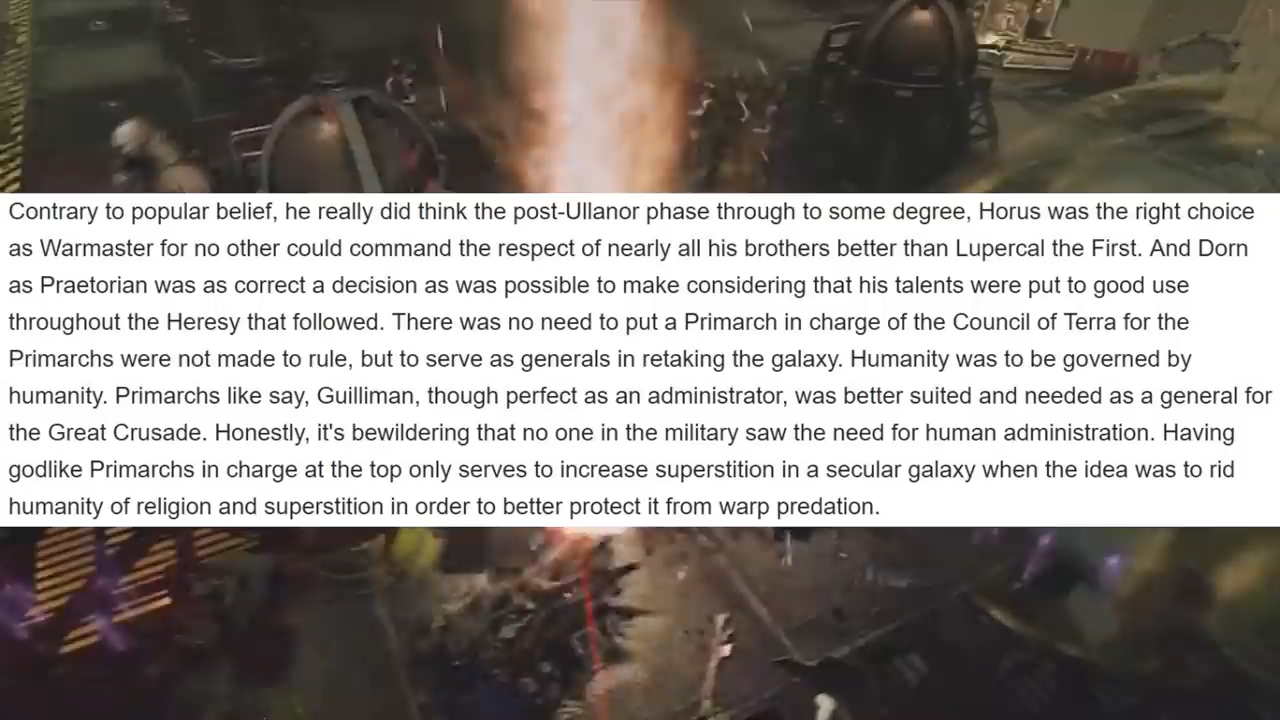 Contrary to popular belief, he really did think the post-Ullanor phase through to some degree, Horus was the right choice
as Warmaster for no other could command the respect of nearly all his brothers better than Lupercal the First. And Dorn
as Praetorian was as correct a decision as was possible to make considering that his talents were put to good use
throughout the Heresy that followed. There was no need to put a Primarch in charge of the Council of Terra for the
Primarchs were not made to rule, but to serve as generals in retaking the galaxy. Humanity was to be governed by
humanity. Primarchs like say, Guilliman, though perfect as an administrator, was better suited and needed as a general for
the Great Crusade. Honestly, it's bewildering that no one in the military saw the need for human administration. Having
godlike Primarchs in charge at the top only serves to increase superstition in a secular galaxy when the idea was to rid
humanity of religion and superstition in order to better protect it from warp predation.